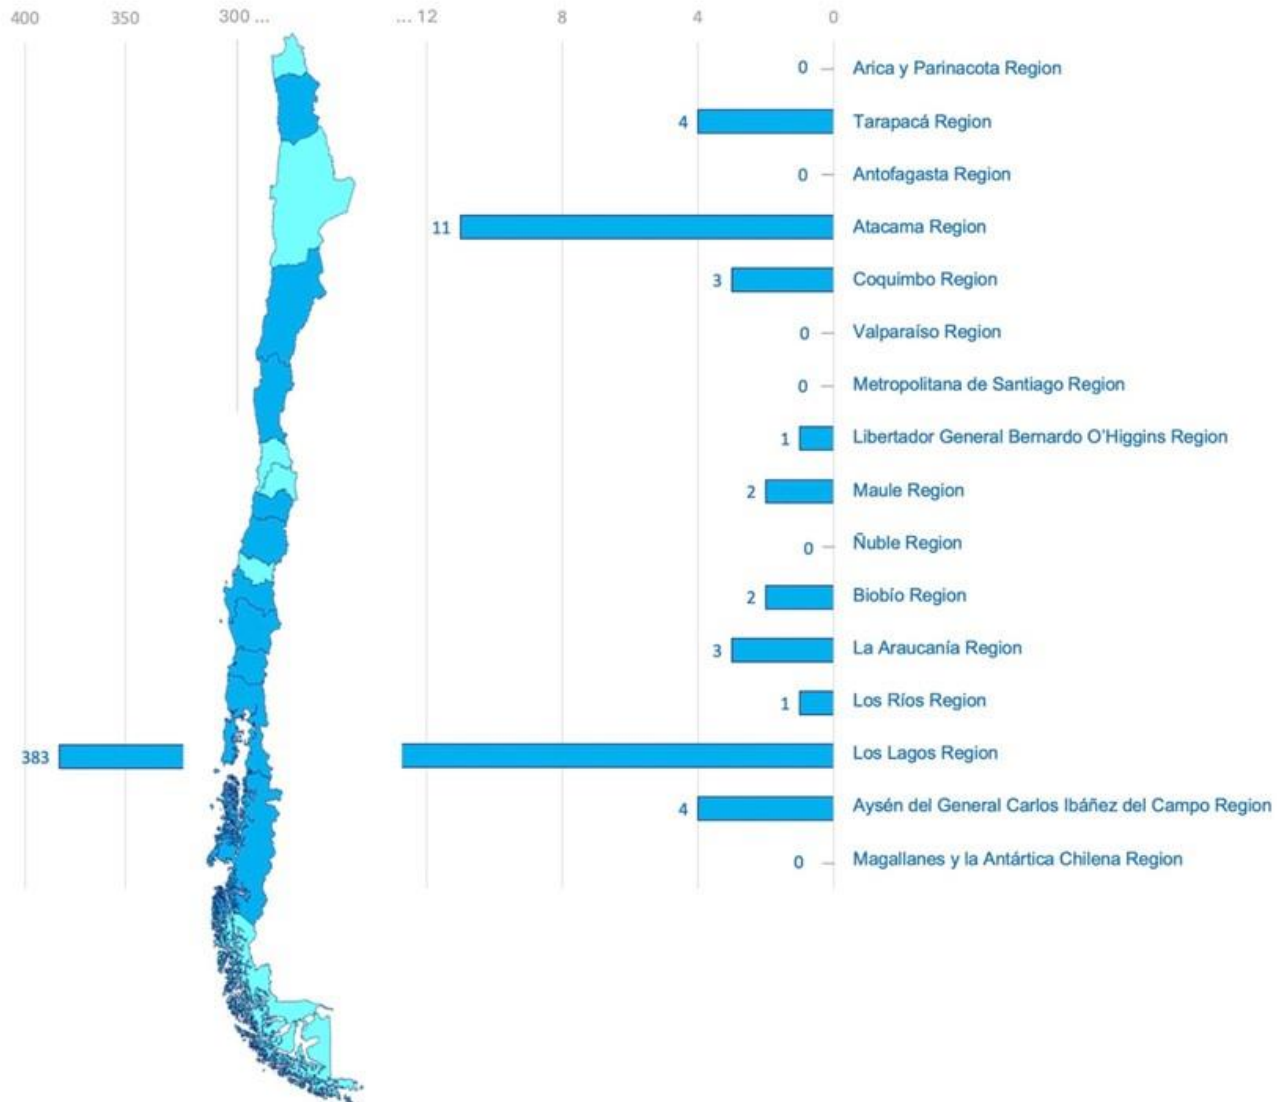 400 350 300 ... ... 12 8 4 0
0 Arica y Parinacota Region
4 Tarapacá Region
0 Antofagasta Region
11 Atacama Region
3 Coquimbo Region
0 Valparaíso Region
0 Metropolitana de Santiago Region
1 Libertador General Bernardo O'Higgins Region
2 Maule Region
0 Ñuble Region
2 Biobío Region
3 La Araucanía Region
1 Los Ríos Region
383 Los Lagos Region
4 Aysén del General Carlos Ibáñez del Campo Region
0 Magallanes y la Antártica Chilena Region